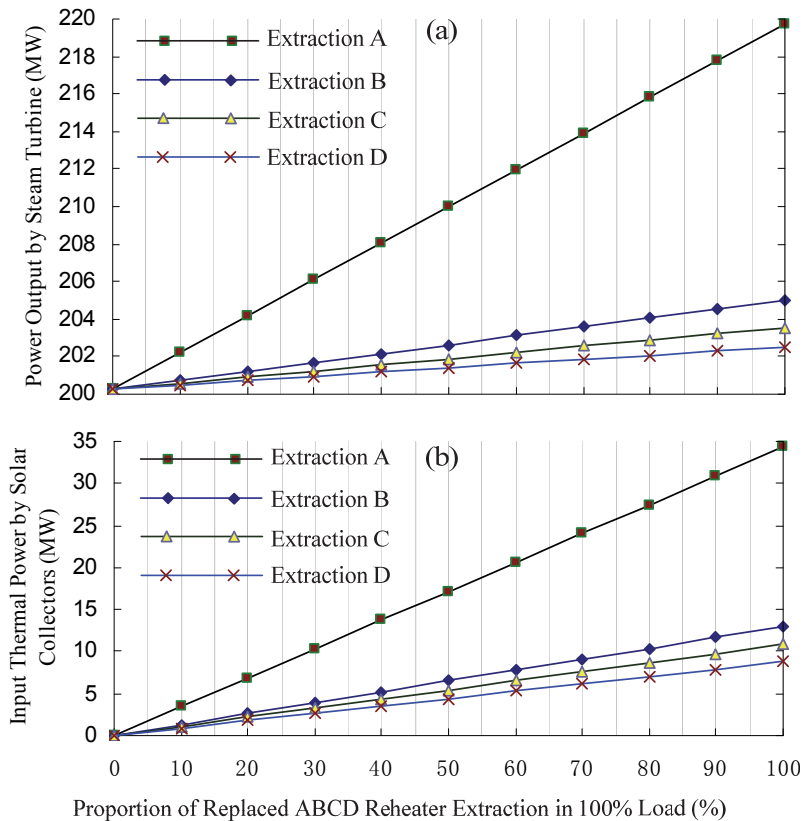 (a)
Extraction A
Extraction B
Extraction C
Extraction D
Power Output by Steam Turbine (MW)
220
218
216
214
212
210
208
206
204
202
200
(b)
Extraction A
Extraction B
Extraction C
Extraction D
Input Thermal Power by Solar
Collectors (MW)
35
30
25
20
15
10
5
0
0 10 20 30 40 50 60 70 80 90 100
Proportion of Replaced ABCD Reheater Extraction in 100% Load (%)